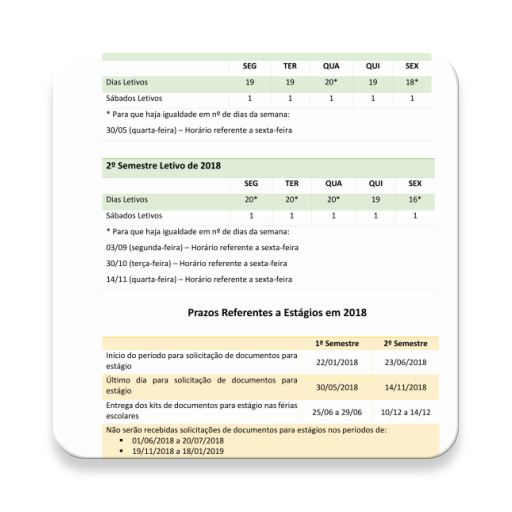 SEG TER QUA QUI SEX
Dias Letivos 19 19 20* 19 18*
Sábados Letivos 1 1 1 1 1
* Para que haja igualdade em nº de dias da semana:
30/05 (quarta-feira) – Horário referente a sexta-feira
2º Semestre Letivo de 2018
SEG TER QUA QUI SEX
Dias Letivos 20* 20* 20* 19 16*
Sábados Letivos 1 1 1 1 1
* Para que haja igualdade em nº de dias da semana:
03/09 (segunda-feira) – Horário referente a sexta-feira
30/10 (terça-feira) – Horário referente a sexta-feira
14/11 (quarta-feira) – Horário referente a sexta-feira
Prazos Referentes a Estágios em 2018
1º Semestre 2º Semestre
Início do período para solicitação de documentos para
estágio 22/01/2018 23/06/2018
Último dia para solicitação de documentos para
estágio 30/05/2018 14/11/2018
Entrega dos kits de documentos para estágio nas férias
escolares 25/06 a 29/06 10/12 a 14/12
Não serão recebidas solicitações de documentos para estágios nos períodos de:
▪ 01/06/2018 a 20/07/2018
▪ 19/11/2018 a 18/01/2019